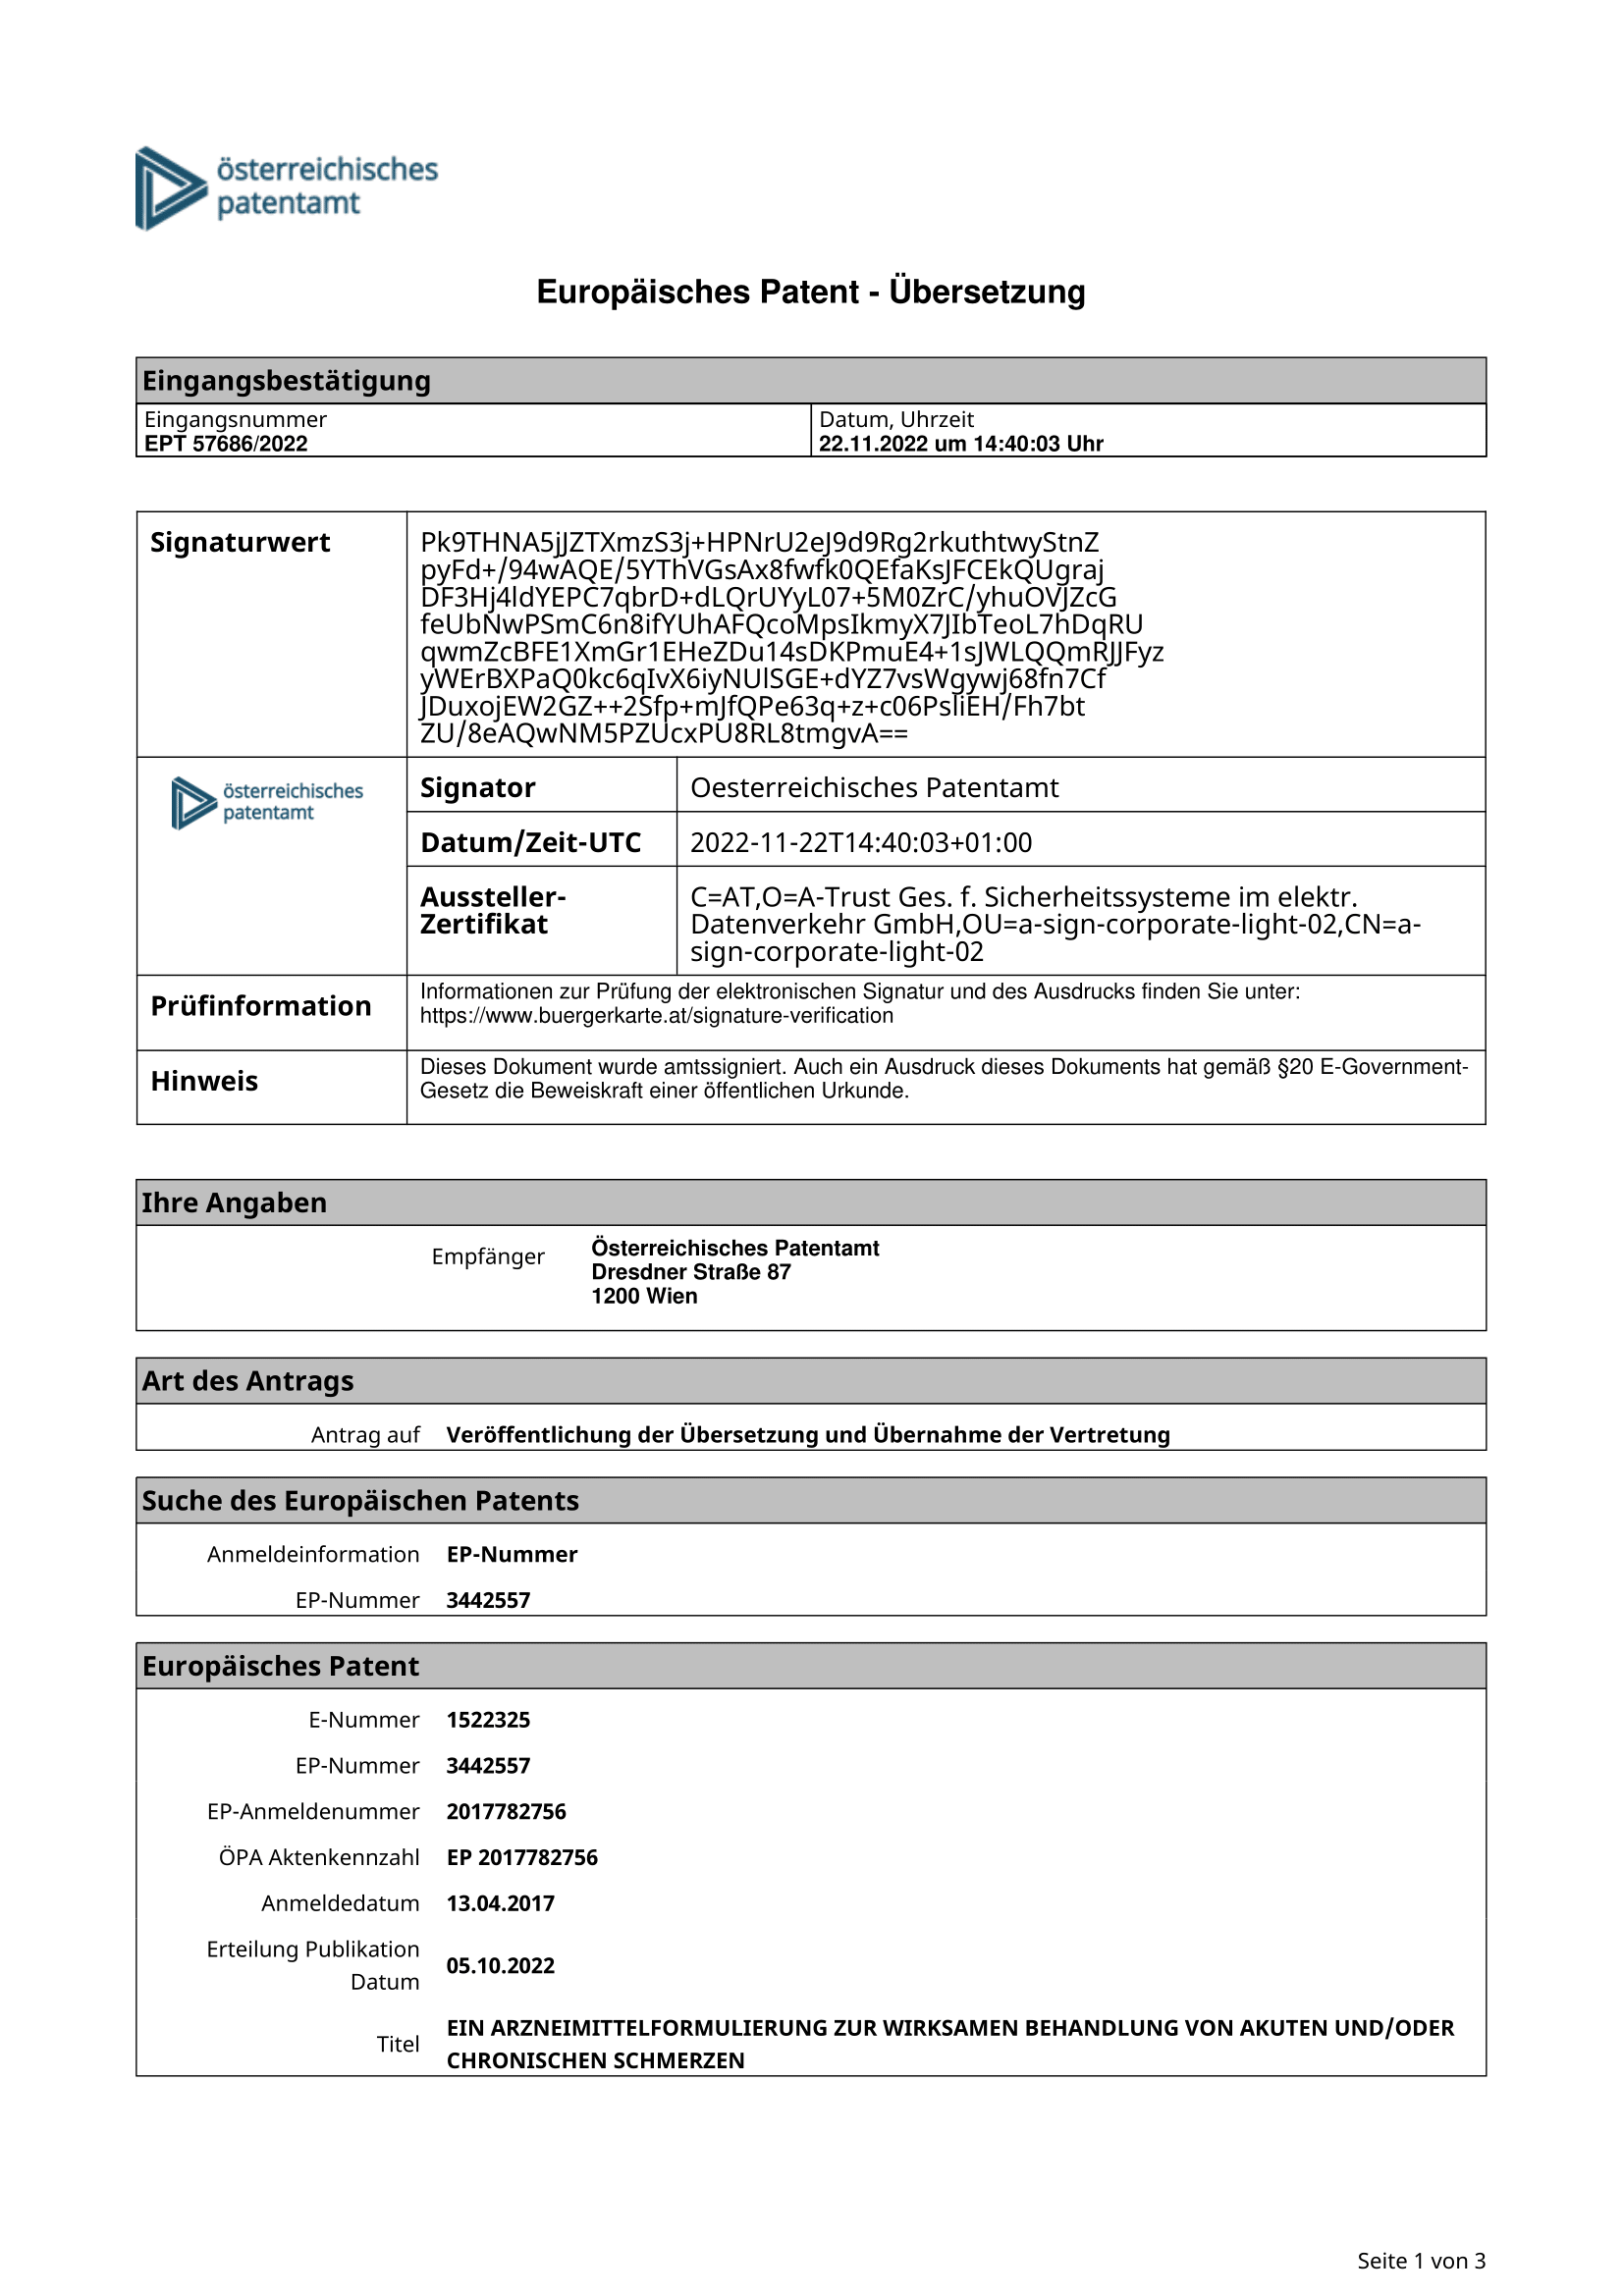 österreichisches
patentamt
Europäisches Patent - Übersetzung
Eingangsbestätigung
Eingangsnummer
EPT 57686/2022
Datum, Uhrzeit
22.11.2022 um 14:40:03 Uhr
Signaturwert
Pk9THNA5jJZTXmzS3j+HPNrU2eJ9d9Rg2rkuthtwyStnZ
pyFd+/94wAQE/5YThVGsAx8fwfk0QEfaKsJFCEkQUgraj
DF3Hj4ldYEPC7qbrD+dLQrUYyL07+5M0ZrC/yhuOVJZcG
feUbNwPSmC6n8ifYUhAFQcoMpsIkmyX7JIbTeoL7hDqRU
qwmZcBFE1XmGr1EHeZDu14sDKPmuE4+1sJWLQQmRJJFyz
yWErBXPaQ0kc6qIvX6iyNUlSGE+dYZ7vsWgywj68fn7Cf
JDuxojEW2GZ++2Sfp+mJfQPe63q+z+c06PsliEH/Fh7bt
ZU/8eAQwNM5PZUcxPU8RL8tmgvA==
österreichisches
patentamt
Signator
Oesterreichisches Patentamt
Datum/Zeit-UTC
2022-11-22T14:40:03+01:00
Aussteller-
Zertifikat
C=AT,O=A-Trust Ges. f. Sicherheitssysteme im elektr.
Datenverkehr GmbH,OU=a-sign-corporate-light-02,CN=a-
sign-corporate-light-02
Prüfinformation
Informationen zur Prüfung der elektronischen Signatur und des Ausdrucks finden Sie unter:
https://www.buergerkarte.at/signature-verification
Hinweis
Dieses Dokument wurde amtssigniert. Auch ein Ausdruck dieses Dokuments hat gemäß §20 E-Government-
Gesetz die Beweiskraft einer öffentlichen Urkunde.
Ihre Angaben
Empfänger
Österreichisches Patentamt
Dresdner Straße 87
1200 Wien
Art des Antrags
Antrag auf Veröffentlichung der Übersetzung und Übernahme der Vertretung
Suche des Europäischen Patents
Anmeldeinformation EP-Nummer
EP-Nummer 3442557
Europäisches Patent
E-Nummer 1522325
EP-Nummer 3442557
EP-Anmeldenummer 2017782756
ÖPA Aktenkennzahl EP 2017782756
Anmeldedatum 13.04.2017
Erteilung Publikation
Datum
05.10.2022
Titel
EIN ARZNEIMITTELFORMULIERUNG ZUR WIRKSAMEN BEHANDLUNG VON AKUTEN UND/ODER
CHRONISCHEN SCHMERZEN
Seite 1 von 3